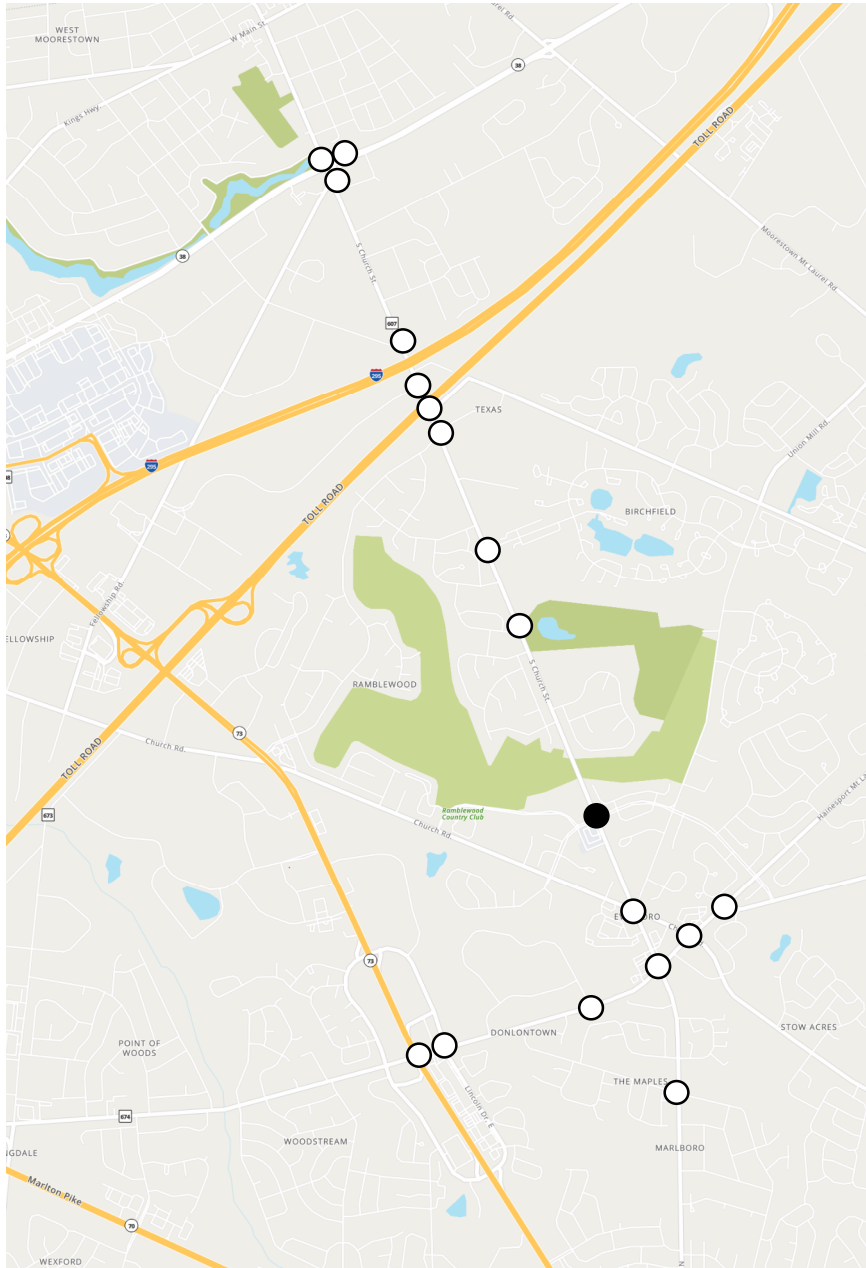 WEST
MOORESTOWN
W Main St.
38
Kings Hwy.
TOLL ROAD
38
S Church St.
Moorestown Mt Laurel Rd.
607
295
TEXAS
295
TOLL ROAD
Union Mill Rd.
BIRCHFIELD
Fellowship Rd.
ELLOWSHIP
S Church St.
RAMBLEWOOD
Church Rd.
73
TOLL ROAD
673
Ramblewood
Country Club
Church Rd.
Hainesport Mt La
73
DONLONTOWN
STOW ACRES
POINT OF
WOODS
THE MAPLES
Lincoln Dr. E
674
WOODSTREAM
MARLBORO
NGDALE
Marlton Pike
70
WEXFORD
N